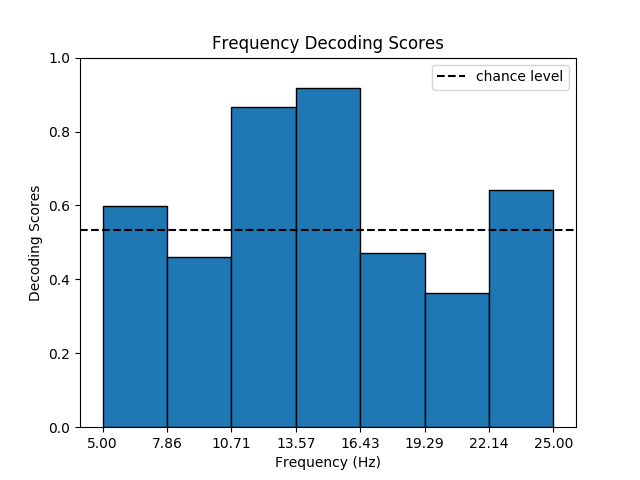 Frequency Decoding Scores
chance level
1.0
0.8
0.6
0.4
0.2
0.0
Decoding Scores
5.00 7.86 10.71 13.57 16.43 19.29 22.14 25.00
Frequency (Hz)